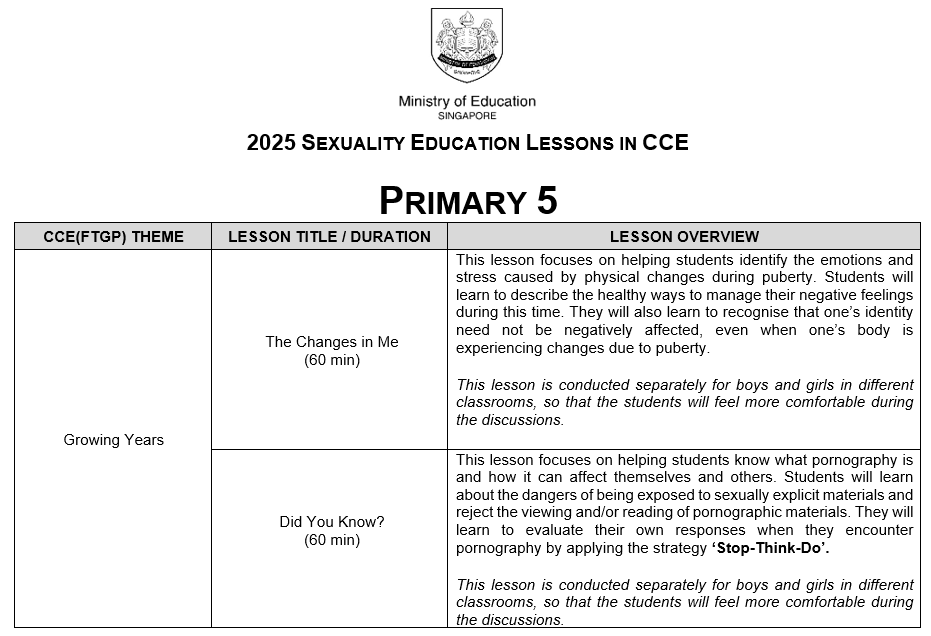 Ministry of Education
SINGAPORE
2025 SEXUALITY EDUCATION LESSONS IN CCE
PRIMARY 5
CCE(FTGP) THEME
LESSON TITLE / DURATION
LESSON OVERVIEW
Growing Years
The Changes in Me
(60 min)
This lesson focuses on helping students identify the emotions and
stress caused by physical changes during puberty. Students will
learn to describe the healthy ways to manage their negative feelings
during this time. They will also learn to recognise that one’s identity
need not be negatively affected, even when one’s body is
experiencing changes due to puberty.
This lesson is conducted separately for boys and girls in different
classrooms, so that the students will feel more comfortable during
the discussions.
Did You Know?
(60 min)
This lesson focuses on helping students know what pornography is
and how it can affect themselves and others. Students will learn
about the dangers of being exposed to sexually explicit materials and
reject the viewing and/or reading of pornographic materials. They will
learn to evaluate their own responses when they encounter
pornography by applying the strategy ‘Stop-Think-Do’.
This lesson is conducted separately for boys and girls in different
classrooms, so that the students will feel more comfortable during
the discussions.